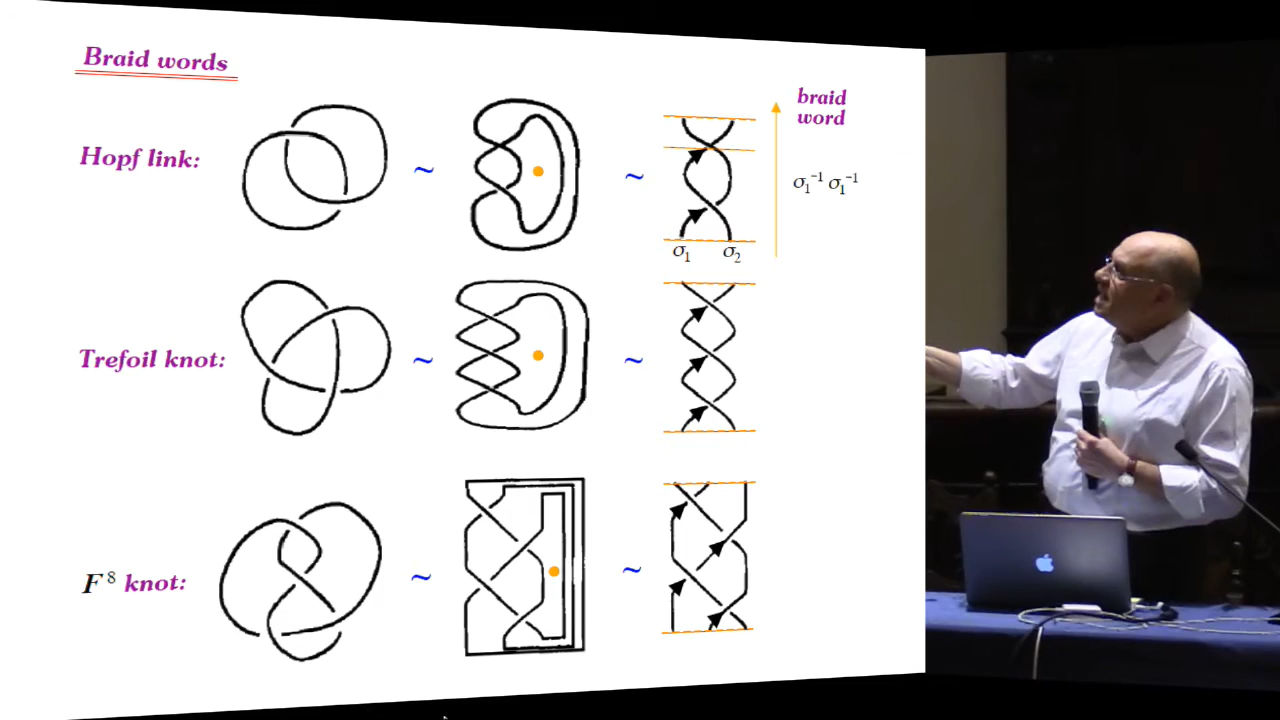 Braid words
braid
word
Hopf link:
~
~
σ₁⁻¹ σ₁⁻¹
σ₁
σ₂
Trefoil knot:
~
~
F⁸ knot:
~
~